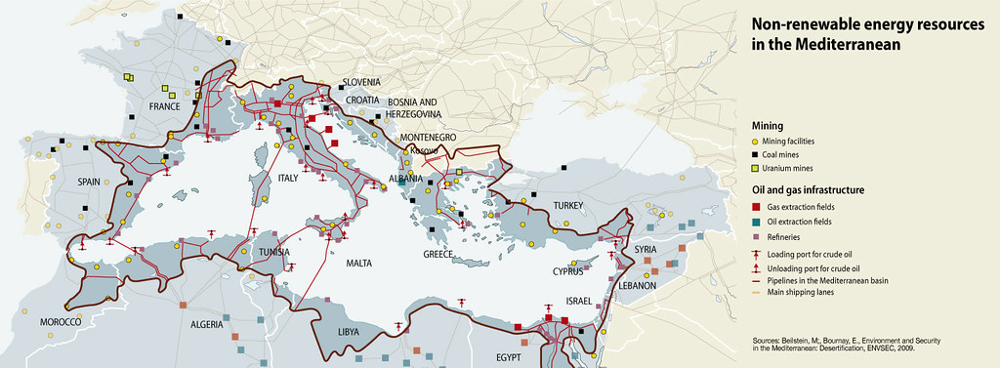 Non-renewable energy resources
in the Mediterranean
SLOVENIA
CROATIA
BOSNIA AND
HERZEGOVINA
FRANCE
MONTENEGRO
Kosovo
SPAIN
ITALY
ALBANIA
TURKEY
GREECE
TUNISIA
MALTA
CYPRUS
SYRIA
LEBANON
ISRAEL
MOROCCO
ALGERIA
LIBYA
EGYPT
Mining
Mining facilities
Coal mines
Uranium mines
Oil and gas infrastructure
Gas extraction fields
Oil extraction fields
Refineries
Loading port for crude oil
Unloading port for crude oil
Pipelines in the Mediterranean basin
Main shipping lanes
Sources: Beilstein, M;, Bournay, E., Environment and Security
in the Mediterranean: Desertification, ENVSEC, 2009.